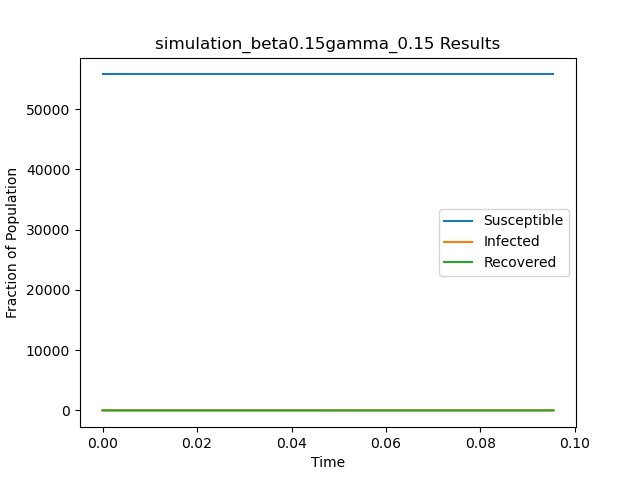 simulation_beta0.15gamma_0.15 Results
Fraction of Population
50000
40000
30000
20000
10000
0
Susceptible
Infected
Recovered
0.00 0.02 0.04 0.06 0.08 0.10
Time